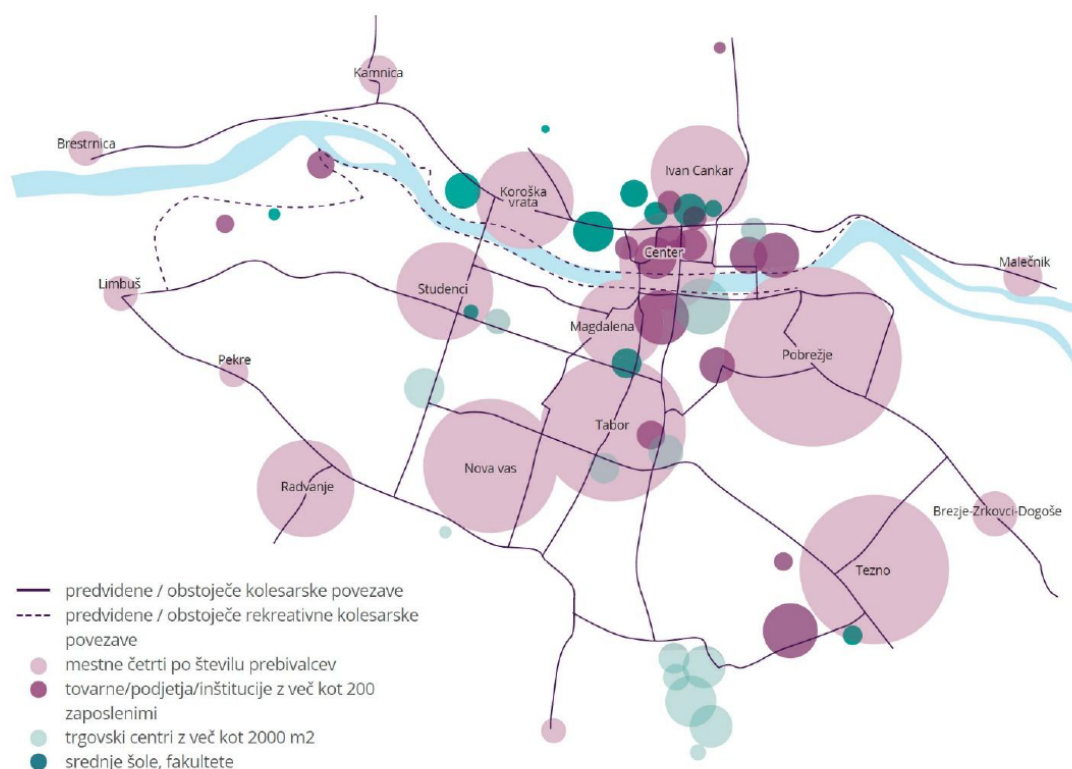 Kamnica
Brestrnica
Ivan Cankar
Koroška
vrata
Center
Malečnik
Limbuš
Studenci
Magdalena
Pobrežje
Pekre
Tabor
Nova vas
Radvanje
Brezje-Zrkovci-Dogoše
Tezno
predvidene / obstoječe kolesarske povezave
predvidene / obstoječe rekreativne kolesarske
povezave
mestne četrti po številu prebivalcev
tovarne/podjetja/inštitucije z več kot 200
zaposlenimi
trgovski centri z več kot 2000 m2
srednje šole, fakultete